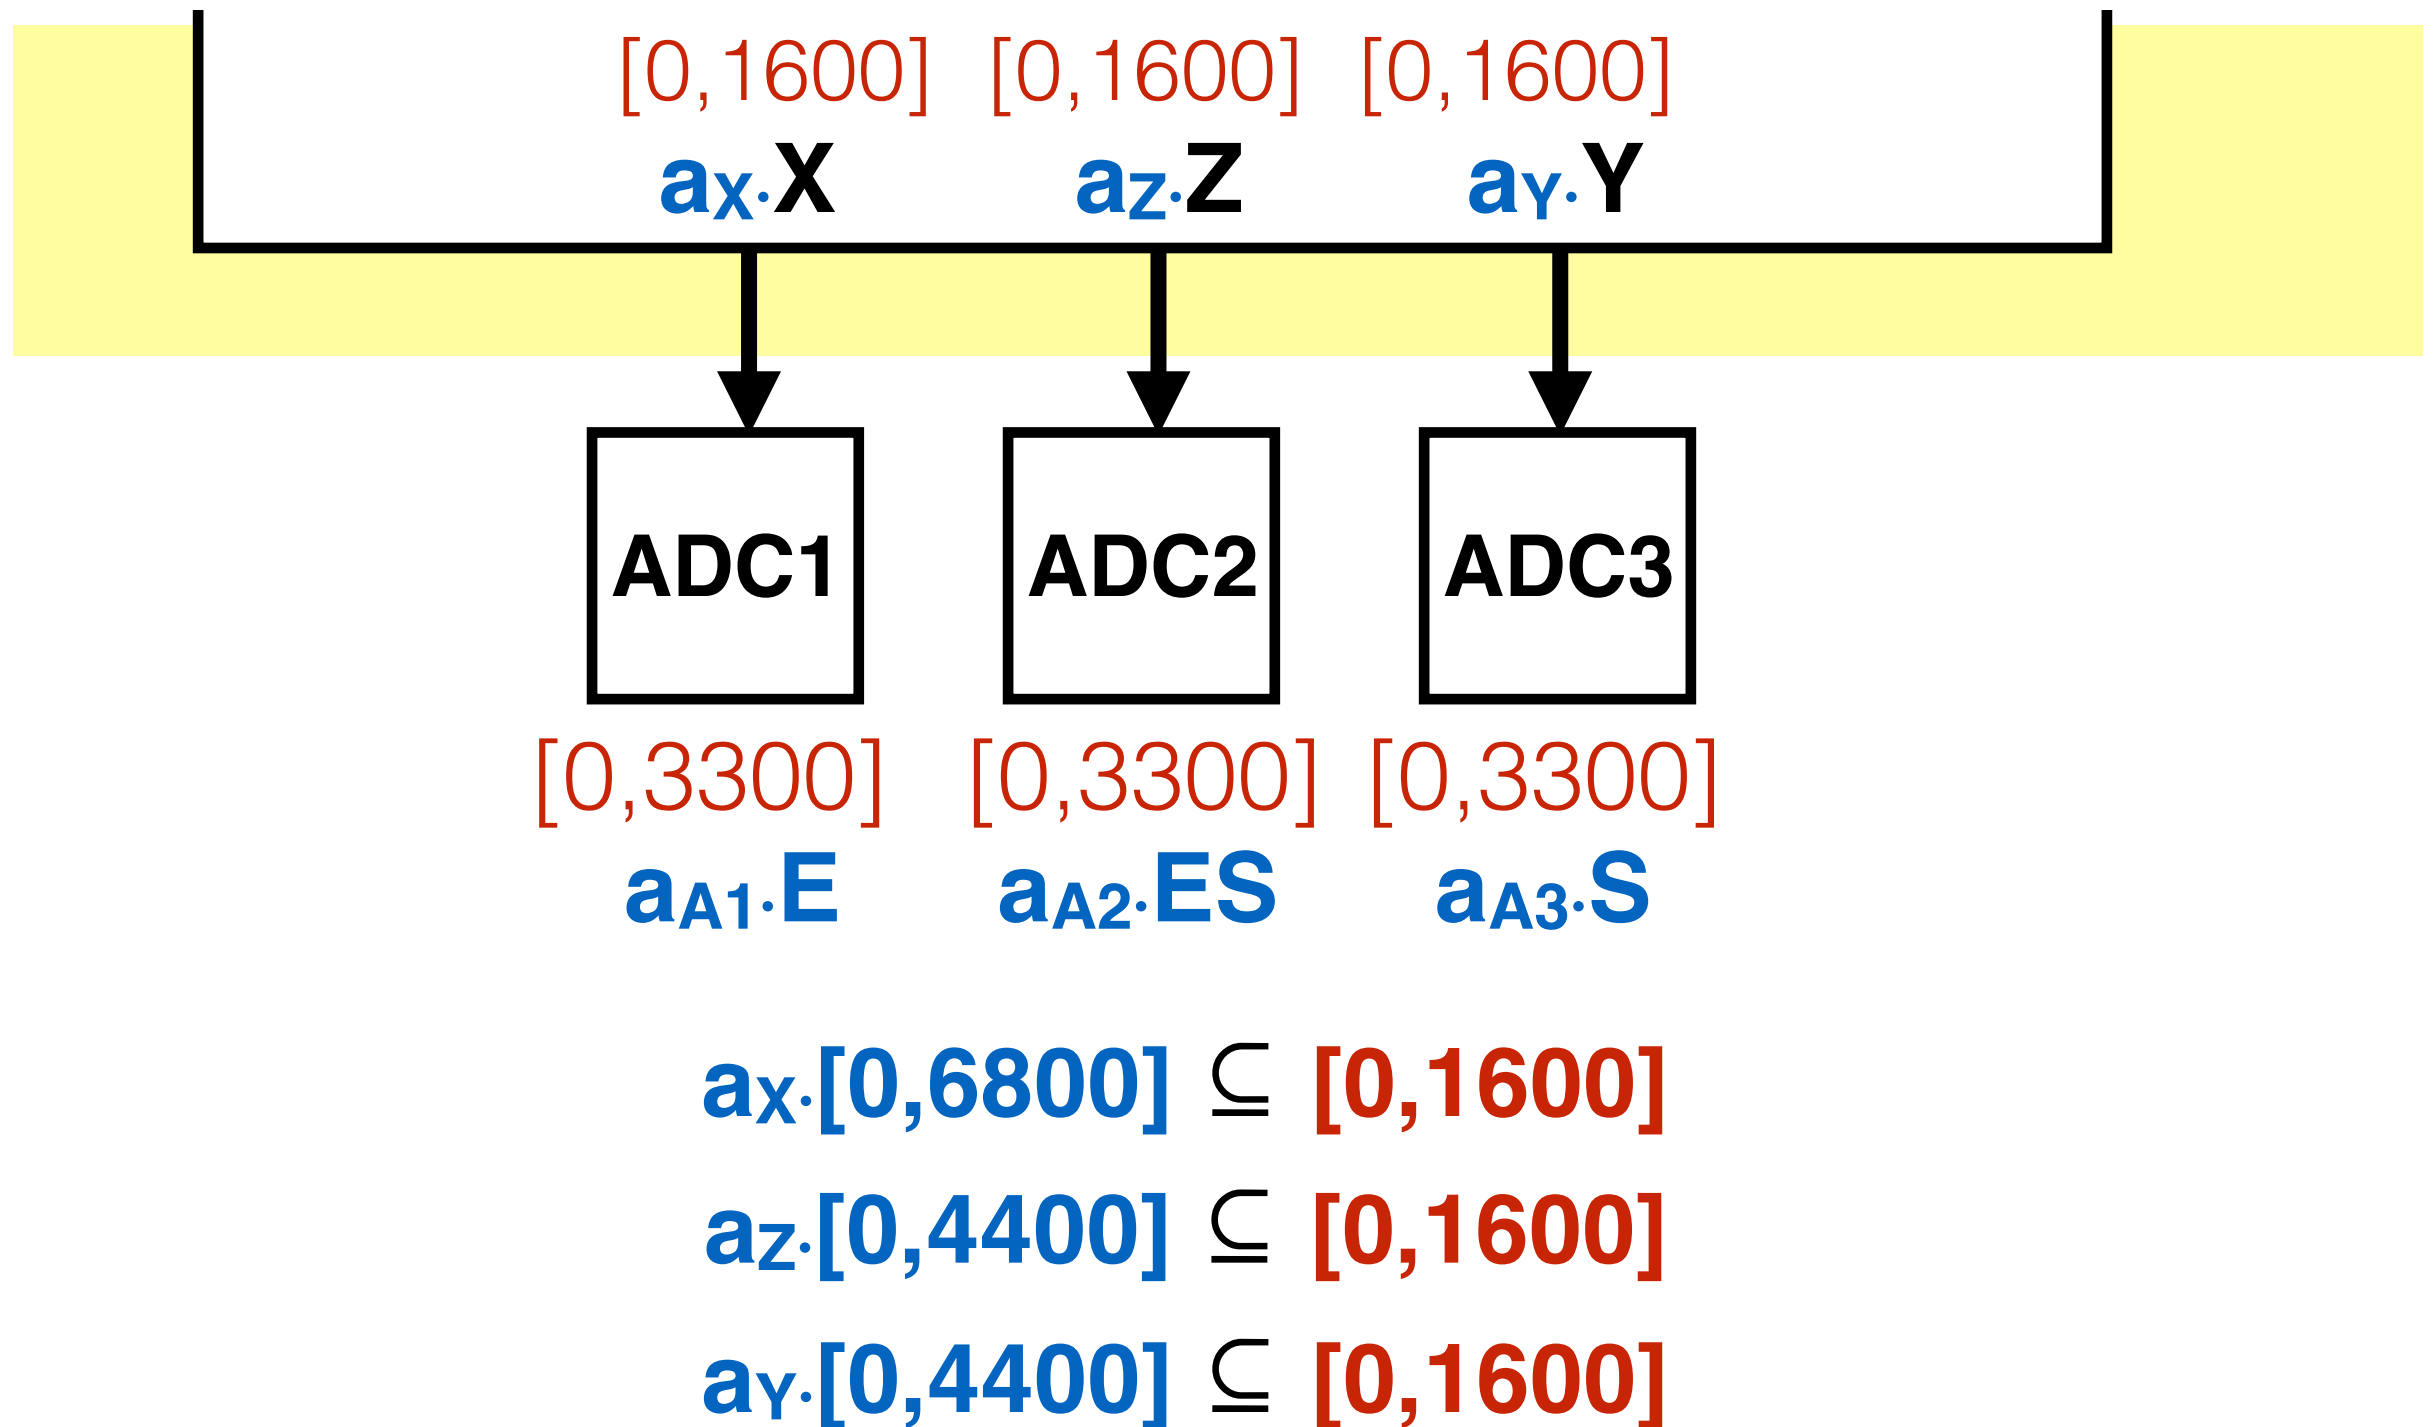 [0,1600] [0,1600] [0,1600]
aX·X aZ·Z aY·Y
ADC1 ADC2 ADC3
[0,3300] [0,3300] [0,3300]
aA1·E aA2·ES aA3·S
aX·[0,6800] ⊆ [0,1600]
aZ·[0,4400] ⊆ [0,1600]
aY·[0,4400] ⊆ [0,1600]